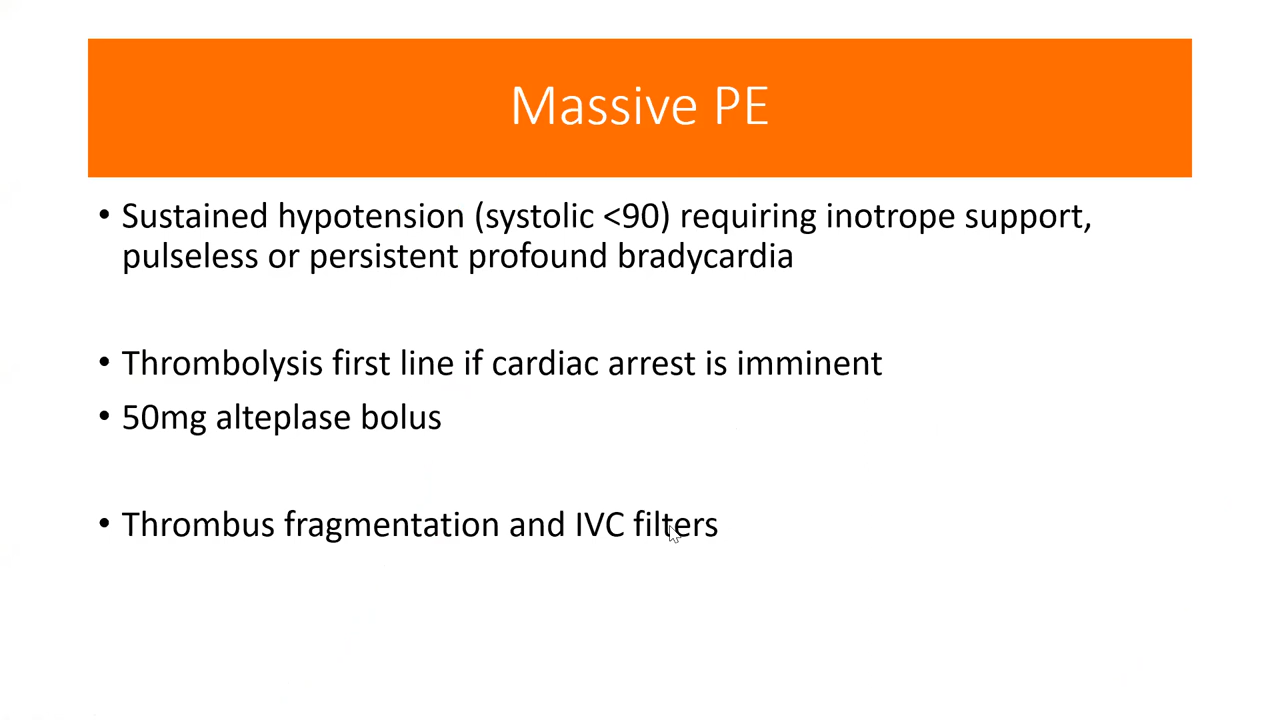 Massive PE
• Sustained hypotension (systolic <90) requiring inotrope support,
pulseless or persistent profound bradycardia
• Thrombolysis first line if cardiac arrest is imminent
• 50mg alteplase bolus
• Thrombus fragmentation and IVC filters